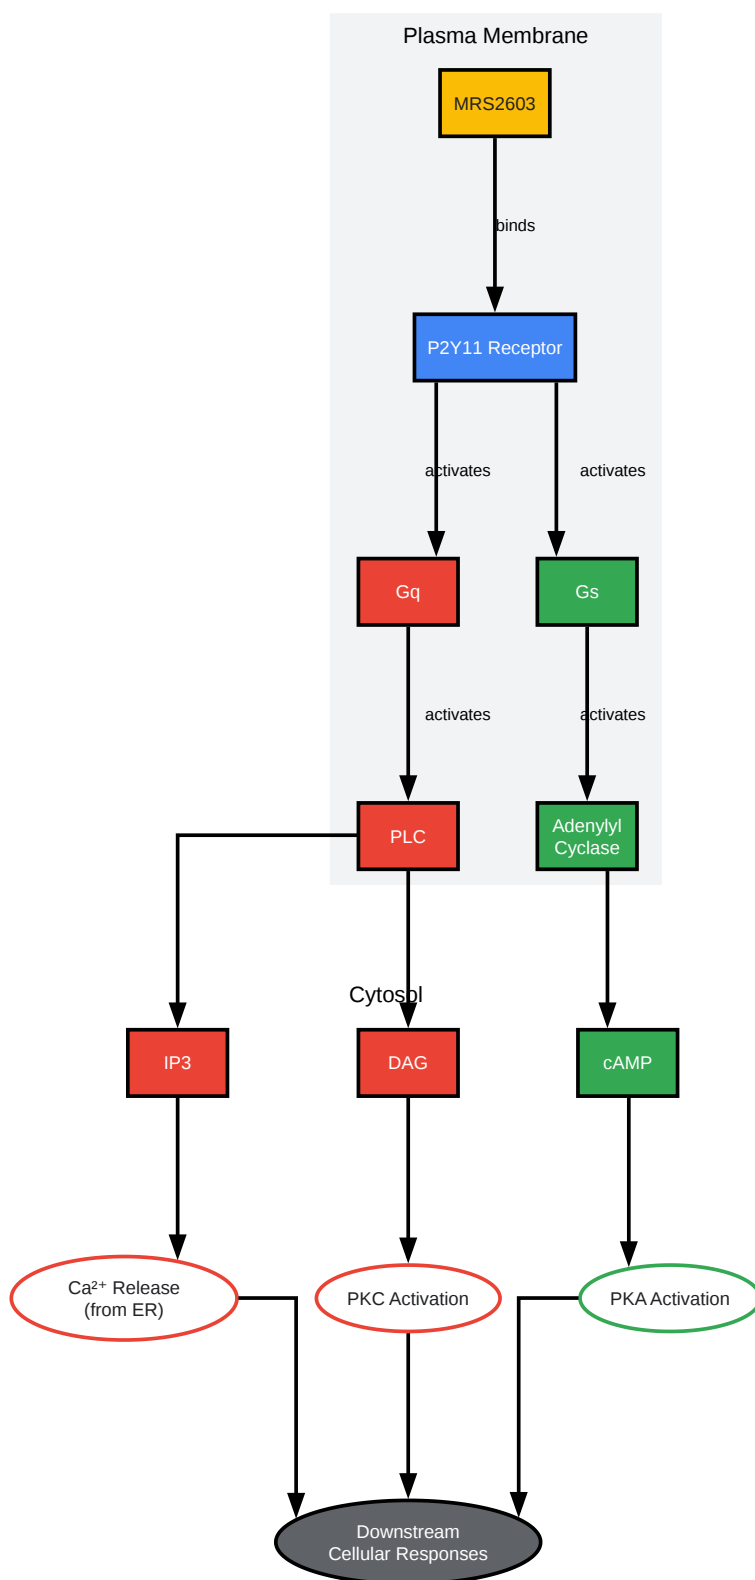 Plasma Membrane
MRS2603
binds
P2Y11 Receptor
activates
activates
Gq
Gs
activates
activates
PLC
Adenylyl
Cyclase
Cytosol
IP3
DAG
cAMP
Ca²⁺ Release
(from ER)
PKC Activation
PKA Activation
Downstream
Cellular Responses